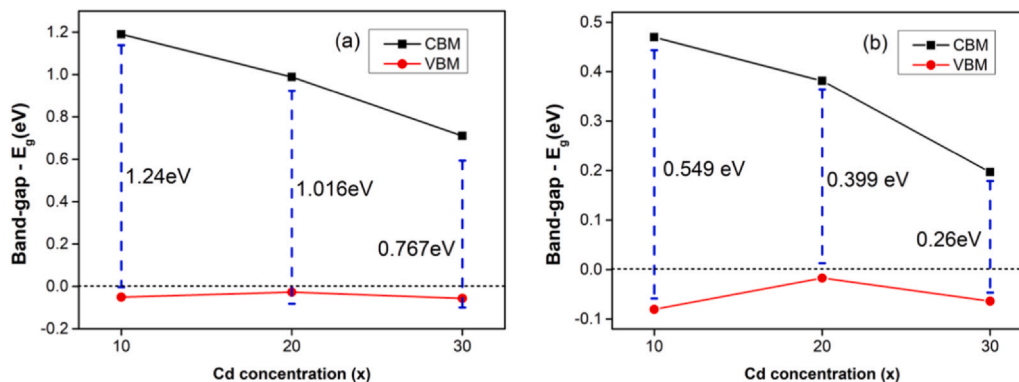 (a)
CBM
VBM
Band-gap - Eg(eV)
1.2
1.0
0.8
0.6
0.4
0.2
0.0
-0.2
1.24eV
1.016eV
0.767eV
10
20
30
Cd concentration (x)
(b)
CBM
VBM
Band-gap - Eg(eV)
0.5
0.4
0.3
0.2
0.1
0.0
-0.1
0.549 eV
0.399 eV
0.26eV
10
20
30
Cd concentration (x)